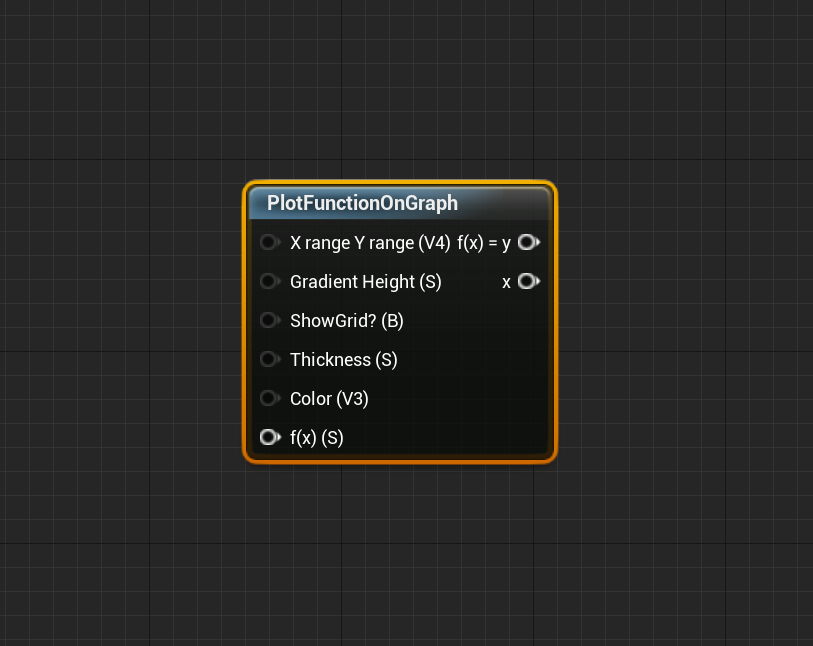 PlotFunctionOnGraph
X range Y range (V4) f(x) = y
Gradient Height (S) x
ShowGrid? (B)
Thickness (S)
Color (V3)
f(x) (S)